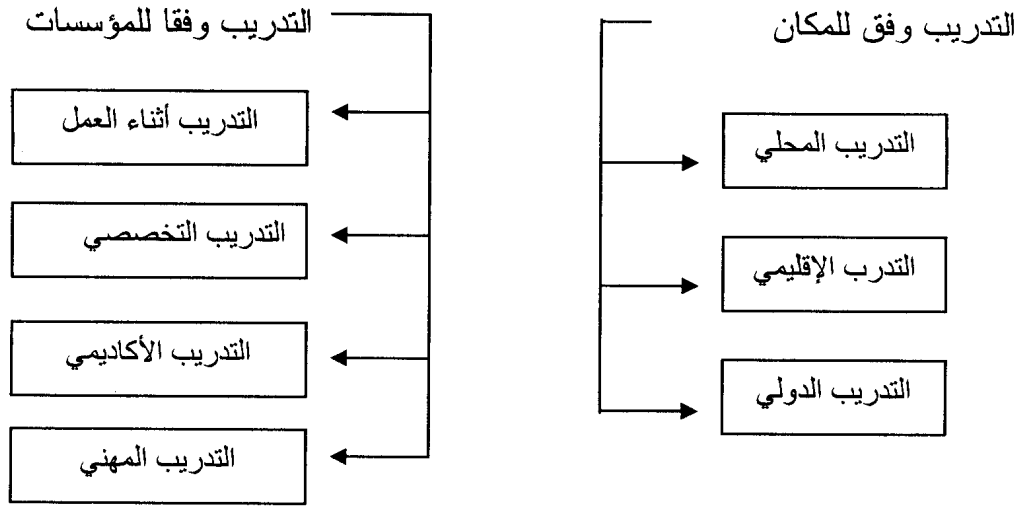 التدريب وفق للمكان
التدريب المحلي
التدرب الإقليمي
التدريب الدولي
التدريب وفقا للمؤسسات
التدريب أثناء العمل
التدريب التخصصي
التدريب الأكاديمي
التدريب المهني